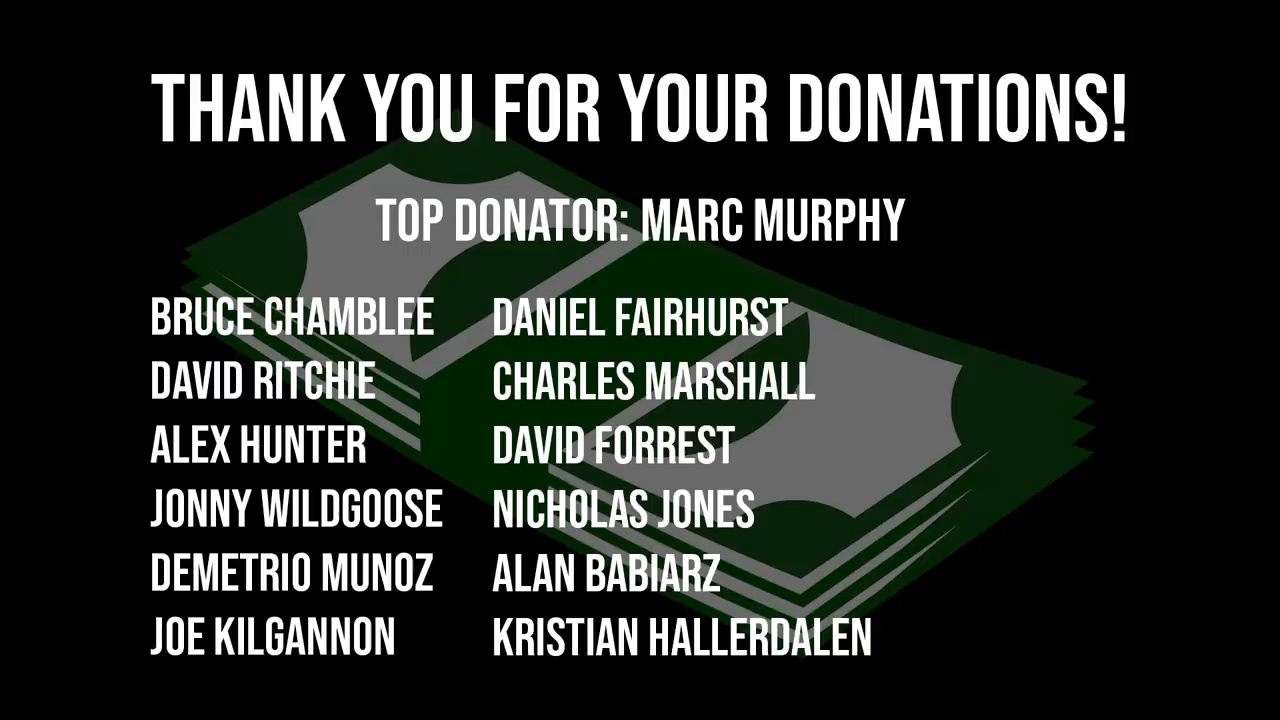 THANK YOU FOR YOUR DONATIONS!
TOP DONATOR: MARC MURPHY
BRUCE CHAMBLEE
DAVID RITCHIE
ALEX HUNTER
JONNY WILDGOOSE
DEMETRIO MUNOZ
JOE KILGANNON
DANIEL FAIRHURST
CHARLES MARSHALL
DAVID FORREST
NICHOLAS JONES
ALAN BABIARZ
KRISTIAN HALLERDALEN